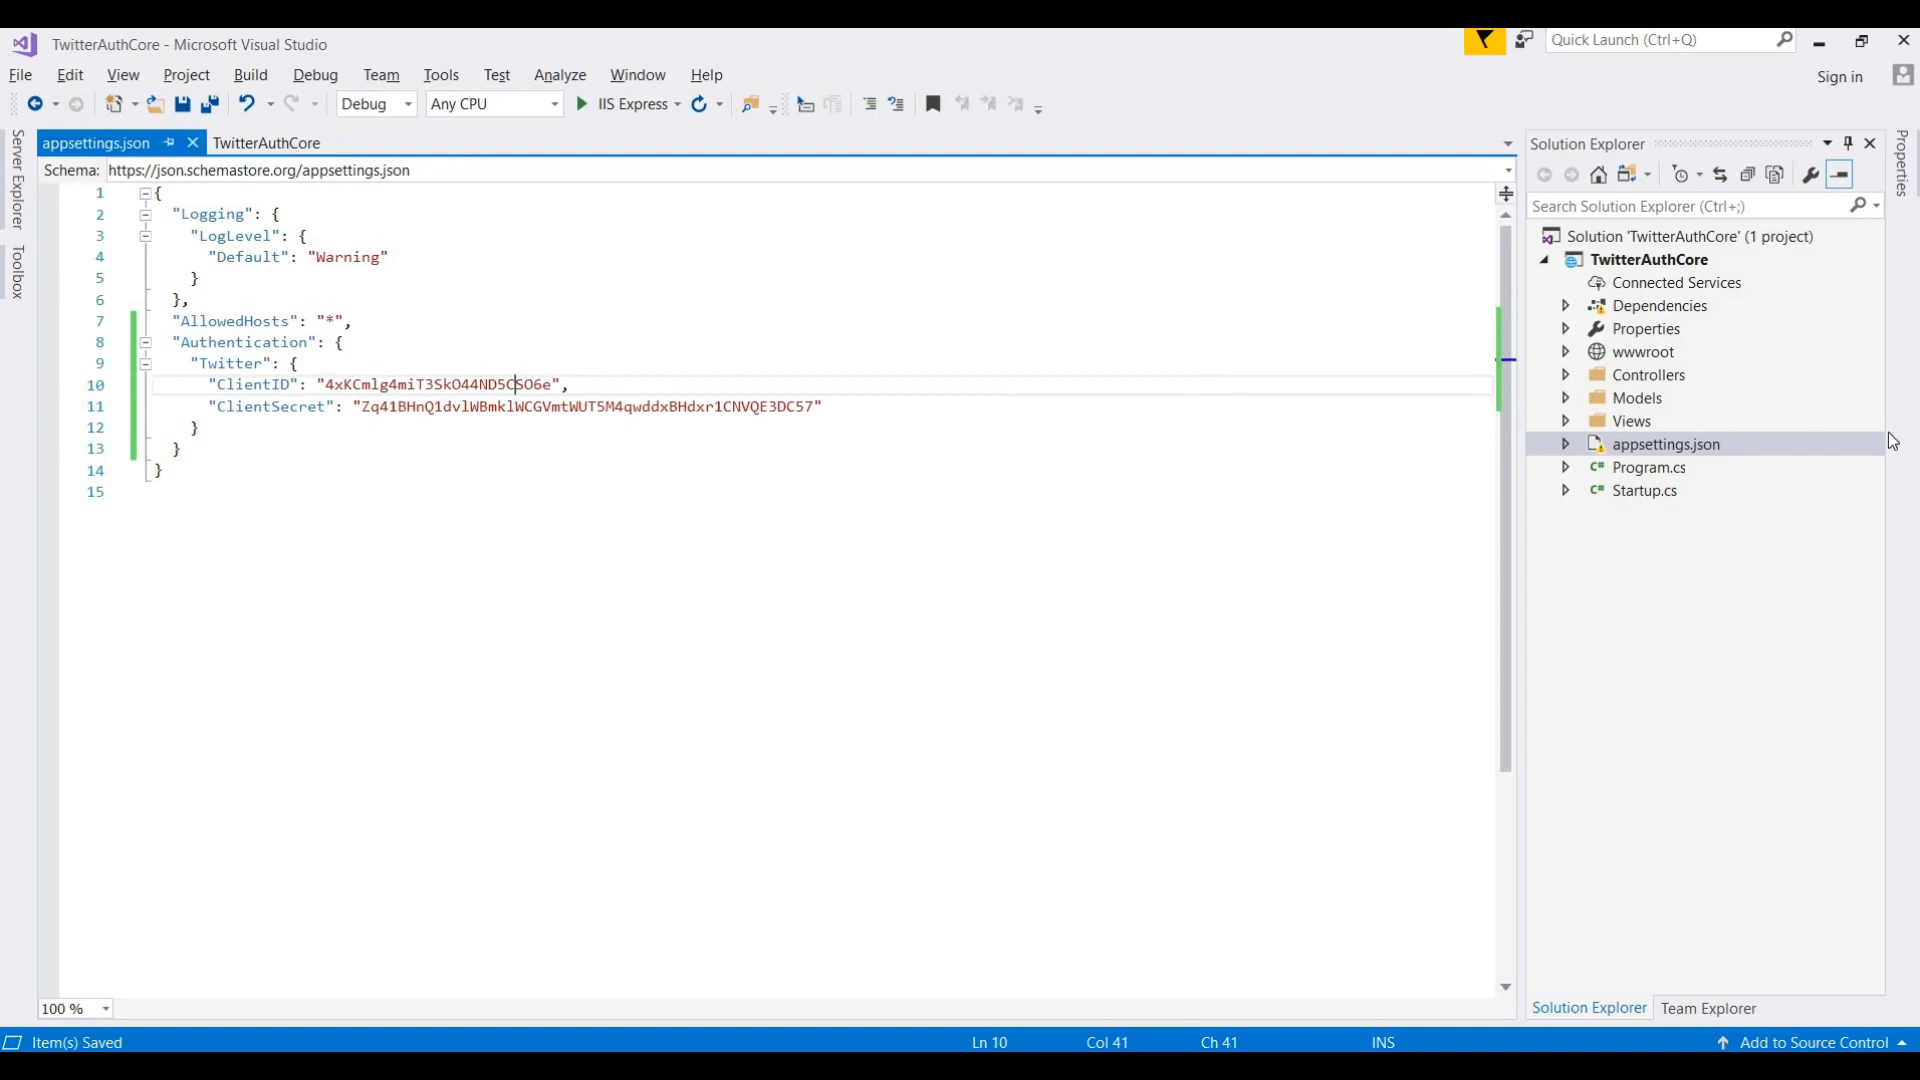 TwitterAuthCore - Microsoft Visual Studio
Quick Launch (Ctrl+Q)
File Edit View Project Build Debug Team Tools Test Analyze Window Help
Sign in
Debug Any CPU IIS Express
Server Explorer
Toolbox
appsettings.json TwitterAuthCore
Schema: https://json.schemastore.org/appsettings.json
1 {
2 "Logging": {
3 "LogLevel": {
4 "Default": "Warning"
5 }
6 },
7 "AllowedHosts": "*",
8 "Authentication": {
9 "Twitter": {
10 "ClientID": "4xKCmlg4miT3SkO44ND5CSO6e",
11 "ClientSecret": "Zq41BHnQ1dvlWBmklWCGVmtWUT5M4qwddxBHdxr1CNVQE3DC57"
12 }
13 }
14 }
15
100 %
Solution Explorer
Search Solution Explorer (Ctrl+;)
Solution 'TwitterAuthCore' (1 project)
TwitterAuthCore
Connected Services
Dependencies
Properties
wwwroot
Controllers
Models
Views
appsettings.json
C# Program.cs
C# Startup.cs
Solution Explorer Team Explorer
Properties
Item(s) Saved Ln 10 Col 41 Ch 41 INS Add to Source Control